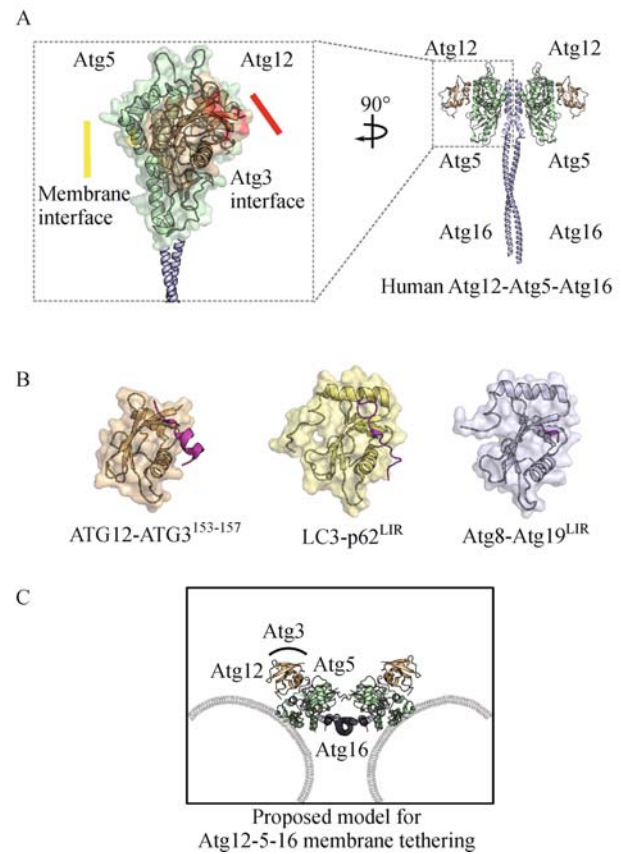 A
Atg5
Atg12
Membrane
interface
Atg3
interface
90°
Atg12
Atg12
Atg5
Atg5
Atg16
Atg16
Human Atg12-Atg5-Atg16
B
ATG12-ATG3¹⁵³⁻¹⁵⁷
LC3-p62ᴸᴵᴿ
Atg8-Atg19ᴸᴵᴿ
C
Atg3
Atg12
Atg5
Atg16
Proposed model for
Atg12-5-16 membrane tethering